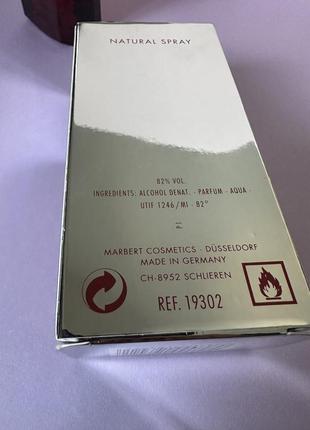 NATURAL SPRAY
82% VOL.
INGREDIENTS: ALCOHOL DENAT. · PARFUM · AQUA ·
UTIF 1246/MI · 82°
MARBERT COSMETICS · DÜSSELDORF
MADE IN GERMANY
CH-8952 SCHLIEREN
REF. 19302